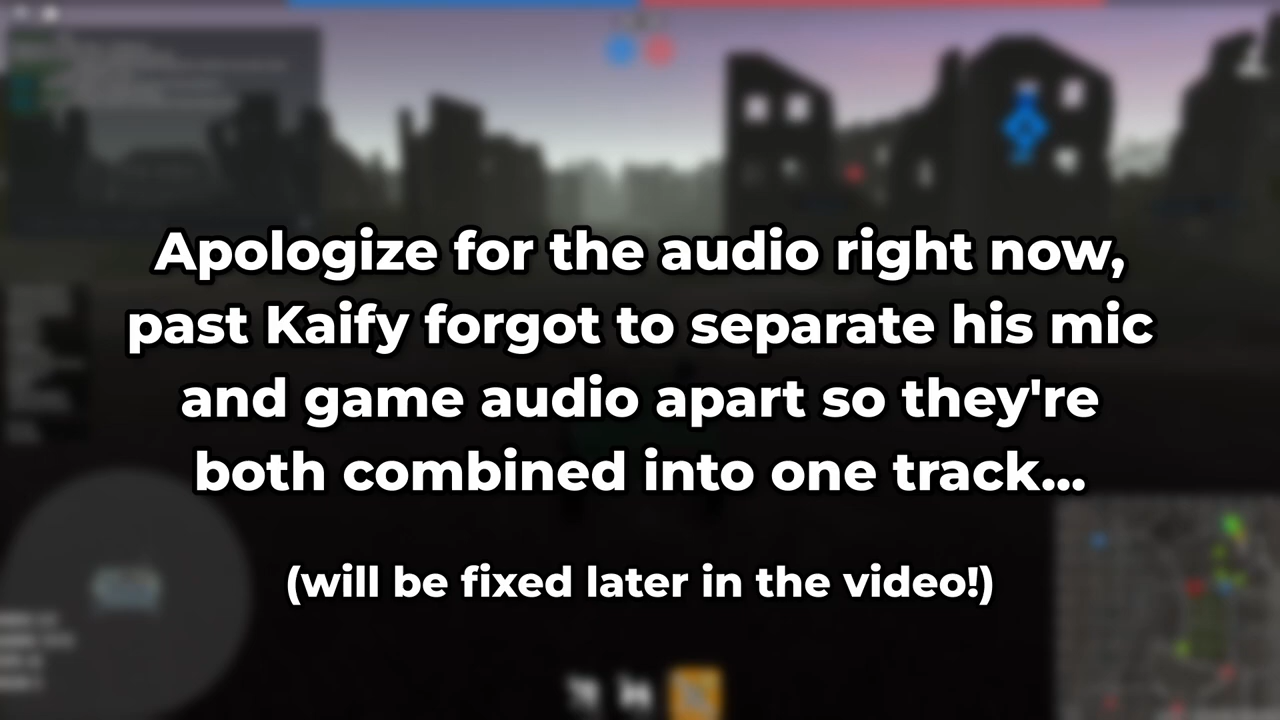 Apologize for the audio right now,
past Kaify forgot to separate his mic
and game audio apart so they're
both combined into one track...
(will be fixed later in the video!)